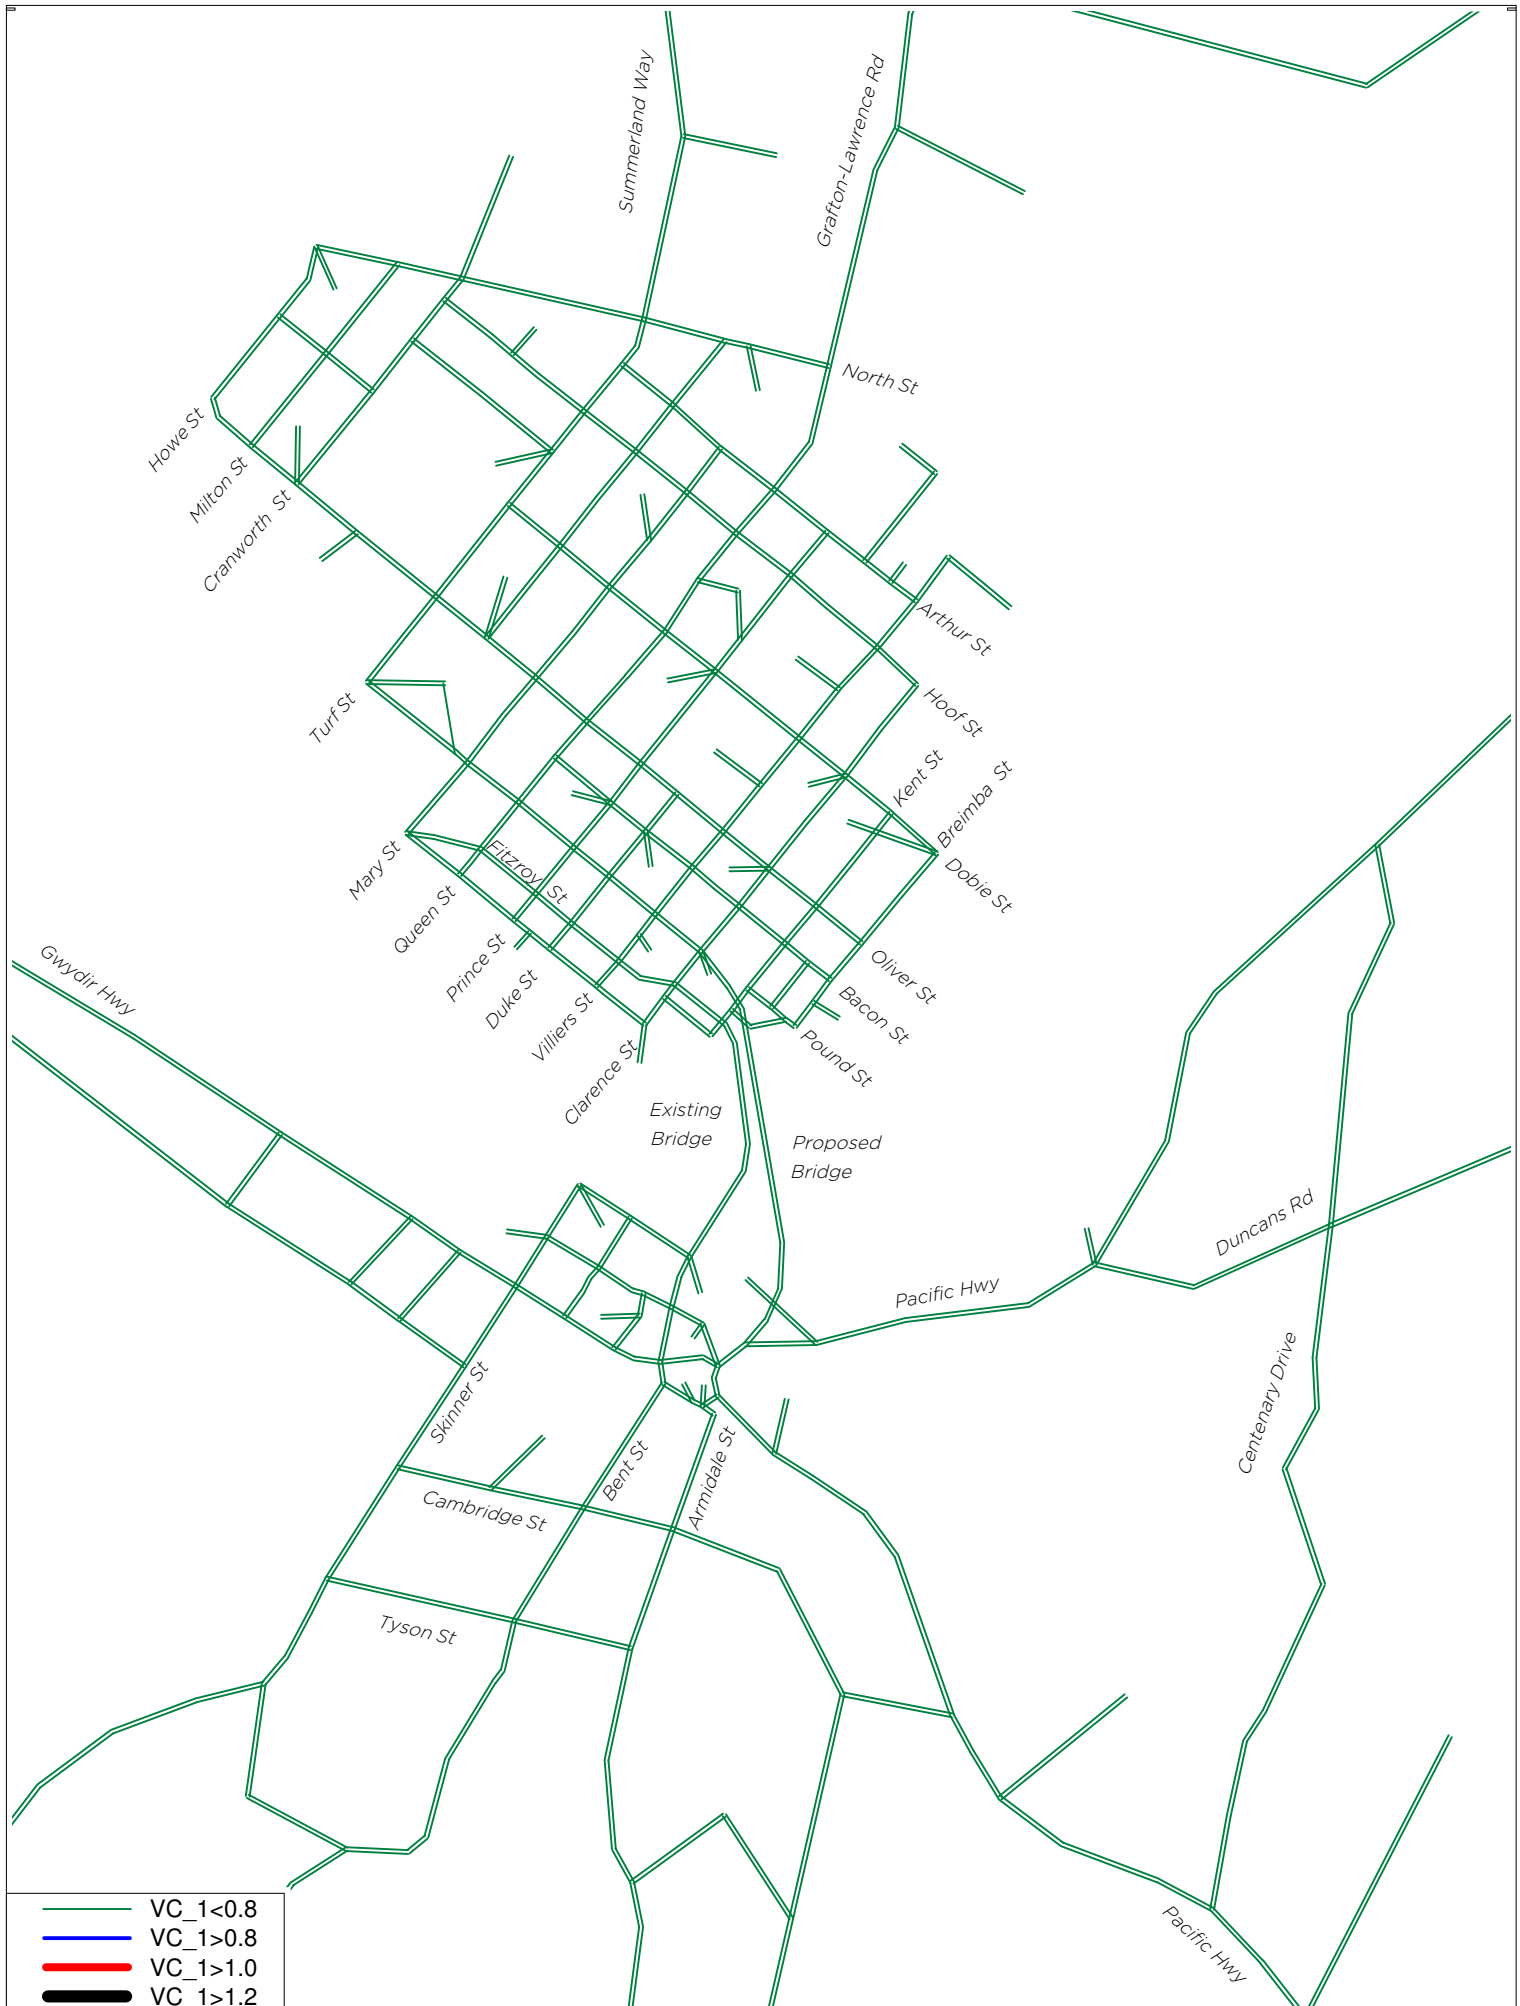 Summerland Way
Grafton-Lawrence Rd
North St
Howe St
Milton St
Cranworth St
Arthur St
Turf St
Hoof St
Kent St
Breimba St
Dobie St
Mary St
Fitzroy St
Queen St
Prince St
Duke St
Villiers St
Clarence St
Oliver St
Bacon St
Pound St
Gwydir Hwy
Existing
Bridge
Proposed
Bridge
Duncans Rd
Pacific Hwy
Centenary Drive
Skinner St
Bent St
Armidale St
Cambridge St
Tyson St
Pacific Hwy
VC_1<0.8
VC_1>0.8
VC_1>1.0
VC_1>1.2